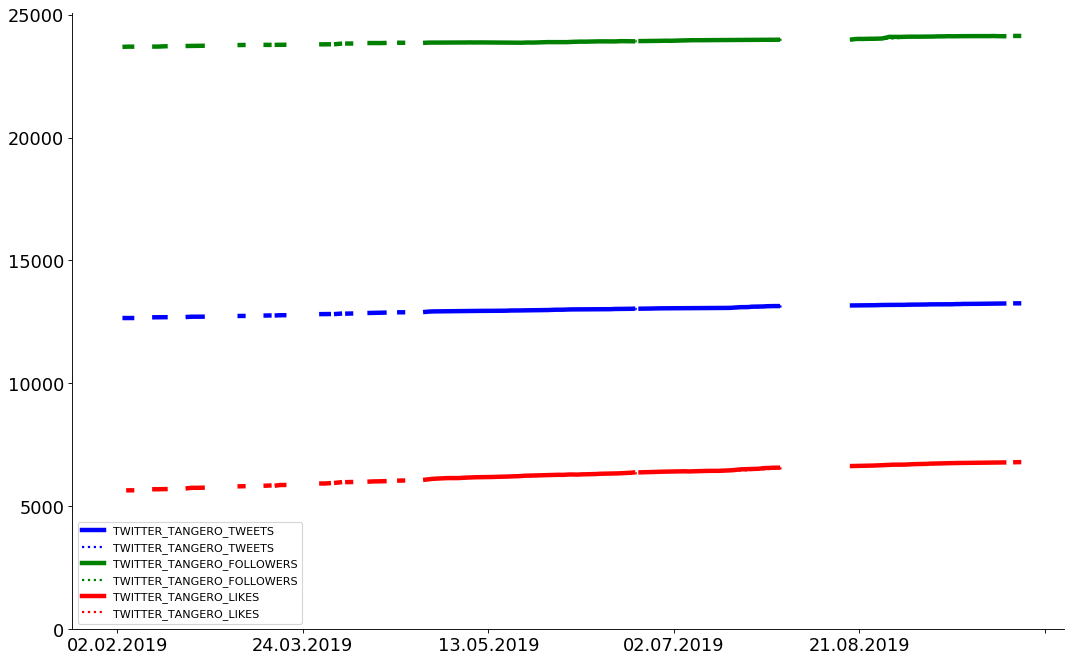 25000
20000
15000
10000
5000
0
TWITTER_TANGERO_TWEETS
TWITTER_TANGERO_TWEETS
TWITTER_TANGERO_FOLLOWERS
TWITTER_TANGERO_FOLLOWERS
TWITTER_TANGERO_LIKES
TWITTER_TANGERO_LIKES
02.02.2019 24.03.2019 13.05.2019 02.07.2019 21.08.2019